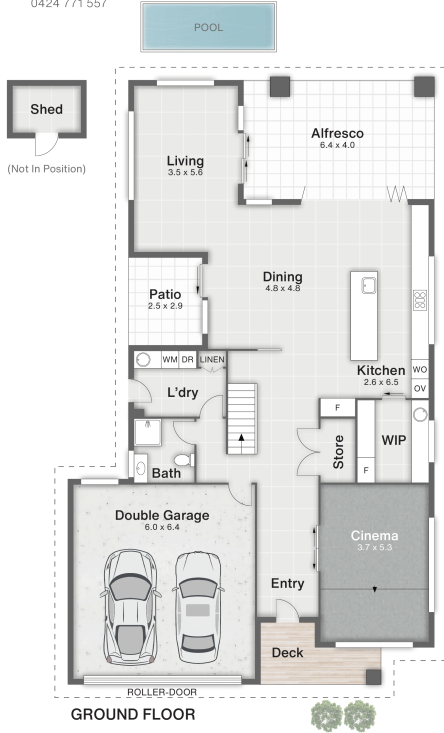 0424 771 557
POOL
Shed
(Not In Position)
Alfresco
6.4 x 4.0
Living
3.5 x 5.6
Dining
4.8 x 4.8
Patio
2.5 x 2.9
Kitchen
2.6 x 6.5
WO
OV
WM DR LINEN
L'dry
F
Store
WIP
F
Bath
Double Garage
6.0 x 6.4
Cinema
3.7 x 5.3
Entry
Deck
ROLLER-DOOR
GROUND FLOOR